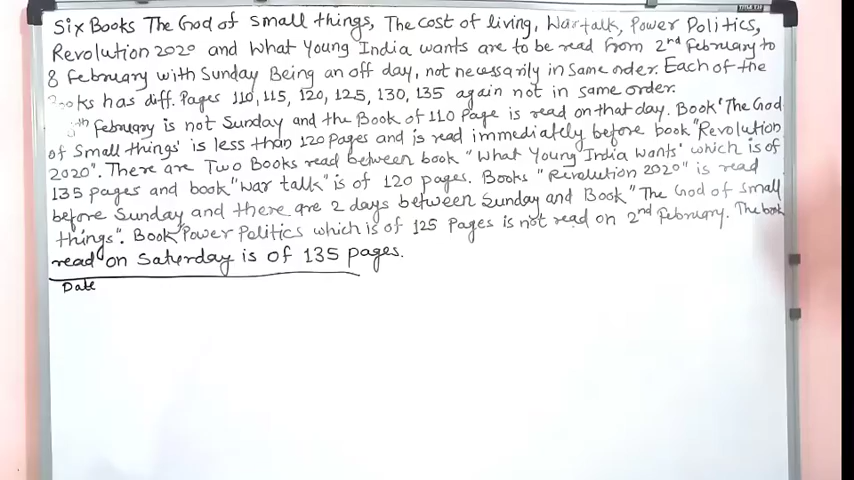 Six Books The God of small things, The cost of living, War talk, Power Politics,
Revolution 2020 and What Young India wants are to be read from 2nd February to
8 February with Sunday Being an off day, not necessarily in Same order. Each of the
has diff. Pages 110, 115, 120, 125, 130, 135 again not in same order.
February is not Sunday and the Book of 110 Page is read on that day. Book 'The God
of Small things' is less than 120 Pages and is read immediately before book "Revolution
2020". There are Two Books read between book "What Young India Wants' which is of
135 pages and book "War talk" is of 120 pages. Books "Revolution 2020" is read
before Sunday and there are 2 days between Sunday and Book "The God of Small
things". Book "Power Politics which is of 125 Pages is not read on 2nd February. The book
read on Saturday is of 135 pages.
Date